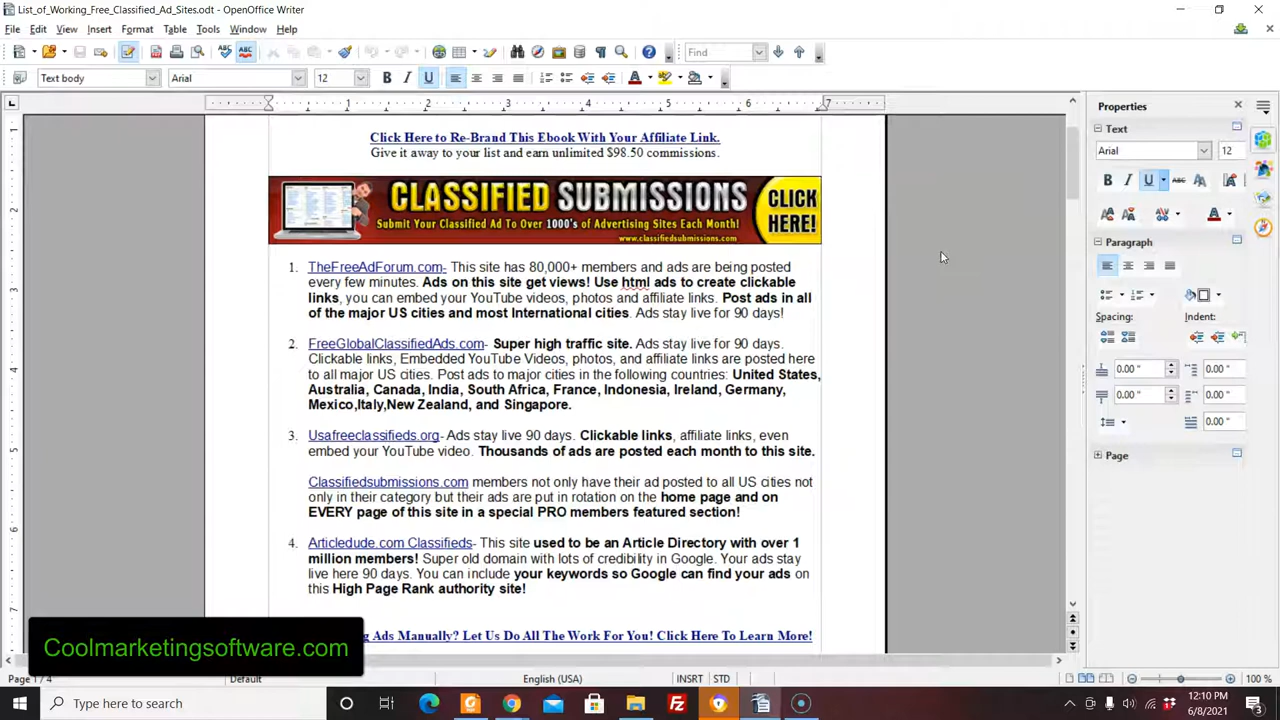 List_of_Working_Free_Classified_Ad_Sites.odt - OpenOffice Writer
File Edit View Insert Format Table Tools Window Help
Find
Text body Arial 12
1 2 3 4 5 6 7
Properties
Text
Arial 12
Paragraph
Spacing: Indent:
0.00 " 0.00 "
0.00 " 0.00 "
0.00 "
Page
Click Here to Re-Brand This Ebook With Your Affiliate Link.
Give it away to your list and earn unlimited $98.50 commissions.
CLASSIFIED SUBMISSIONS
Submit Your Classified Ad To Over 1000's of Advertising Sites Each Month!
www.classifiedsubmissions.com
CLICK
HERE!
1. TheFreeAdForum.com- This site has 80,000+ members and ads are being posted
every few minutes. Ads on this site get views! Use html ads to create clickable
links, you can embed your YouTube videos, photos and affiliate links. Post ads in all
of the major US cities and most International cities. Ads stay live for 90 days!
2. FreeGlobalClassifiedAds.com- Super high traffic site. Ads stay live for 90 days.
Clickable links, Embedded YouTube Videos, photos, and affiliate links are posted here
to all major US cities. Post ads to major cities in the following countries: United States,
Australia, Canada, India, South Africa, France, Indonesia, Ireland, Germany,
Mexico,Italy,New Zealand, and Singapore.
3. Usafreeclassifieds.org- Ads stay live 90 days. Clickable links, affiliate links, even
embed your YouTube video. Thousands of ads are posted each month to this site.
Classifiedsubmissions.com members not only have their ad posted to all US cities not
only in their category but their ads are put in rotation on the home page and on
EVERY page of this site in a special PRO members featured section!
4. Articledude.com Classifieds- This site used to be an Article Directory with over 1
million members! Super old domain with lots of credibility in Google. Your ads stay
live here 90 days. You can include your keywords so Google can find your ads on
this High Page Rank authority site!
Ads Manually? Let Us Do All The Work For You! Click Here To Learn More!
Coolmarketingsoftware.com
Page 1 / 4 Default English (USA) INSRT STD 100 %
Type here to search
12:10 PM
6/8/2021